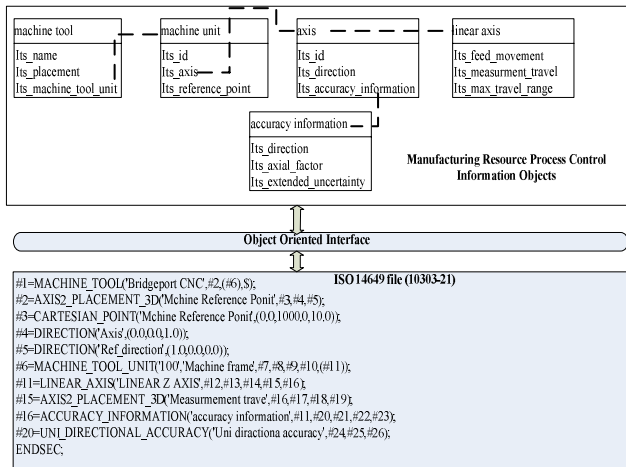 machine tool
Its_name
Its_placement
Its_machine_tool_unit
machine unit
Its_id
Its_axis
Its_reference_point
axis
Its_id
Its_direction
Its_accuracy_information
linear axis
Its_feed_movement
Its_measurment_travel
Its_max_travel_range
accuracy information
Its_direction
Its_axial_factor
Its_extended_uncertainty
Manufacturing Resource Process Control
Information Objects
Object Oriented Interface
ISO 14649 file (10303-21)
#1=MACHINE_TOOL('Bridgeport CNC',#2,(#6),$);
#2=AXIS2_PLACEMENT_3D('Mchine Reference Ponit',#3,#4,#5);
#3=CARTESIAN_POINT('Mchine Reference Ponit',(0,0,1000,0,10,0));
#4=DIRECTION('Axis',(0.0,0.0,1.0));
#5=DIRECTION('Ref_direction',(1.0,0.0,0.0));
#6=MACHINE_TOOL_UNIT('100','Machine frame',#7,#8,#9,#10,(#11));
#11=LINEAR_AXIS('LINEAR Z AXIS',#12,#13,#14,#15,#16);
#15=AXIS2_PLACEMENT_3D('Measurmement trave',#16,#17,#18,#19);
#16=ACCURACY_INFORMATION('accuracy information',#11,#20,#21,#22,#23);
#20=UNI_DIRECTIONAL_ACCURACY('Uni directiona accuracy',#24,#25,#26);
ENDSEC;